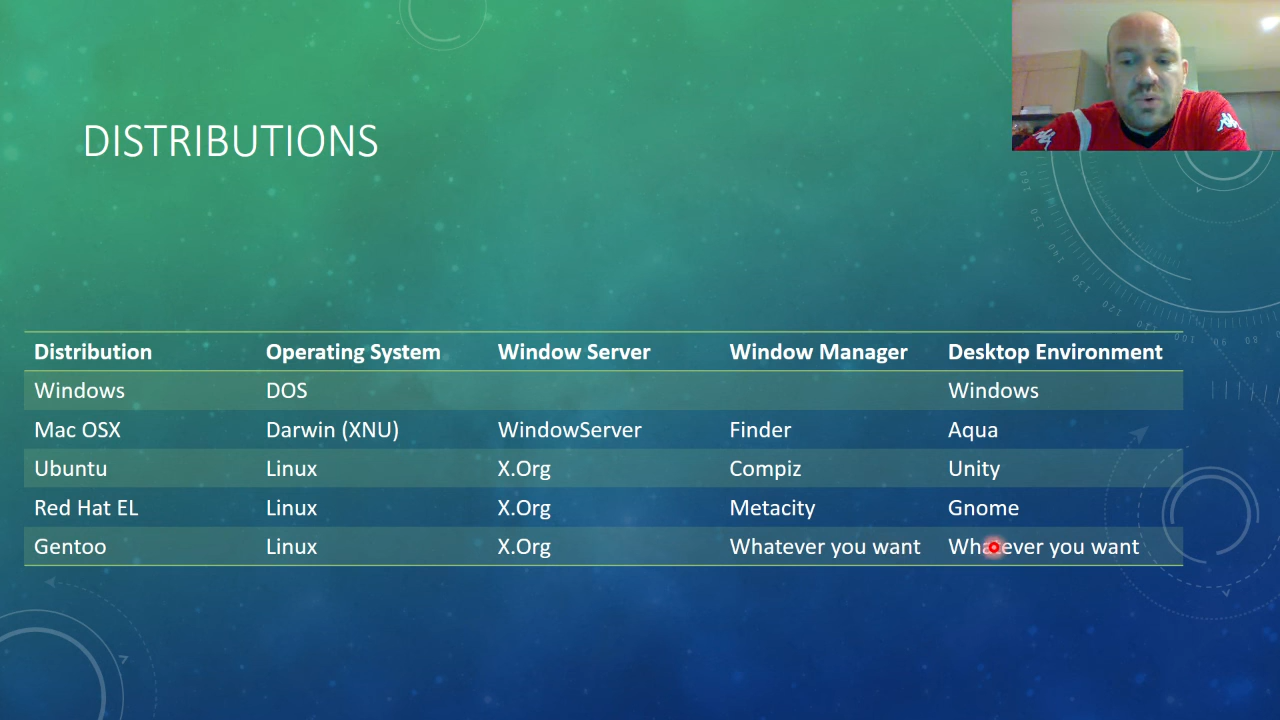 DISTRIBUTIONS
Distribution Operating System Window Server Window Manager Desktop Environment
Windows DOS Windows
Mac OSX Darwin (XNU) WindowServer Finder Aqua
Ubuntu Linux X.Org Compiz Unity
Red Hat EL Linux X.Org Metacity Gnome
Gentoo Linux X.Org Whatever you want Whatever you want